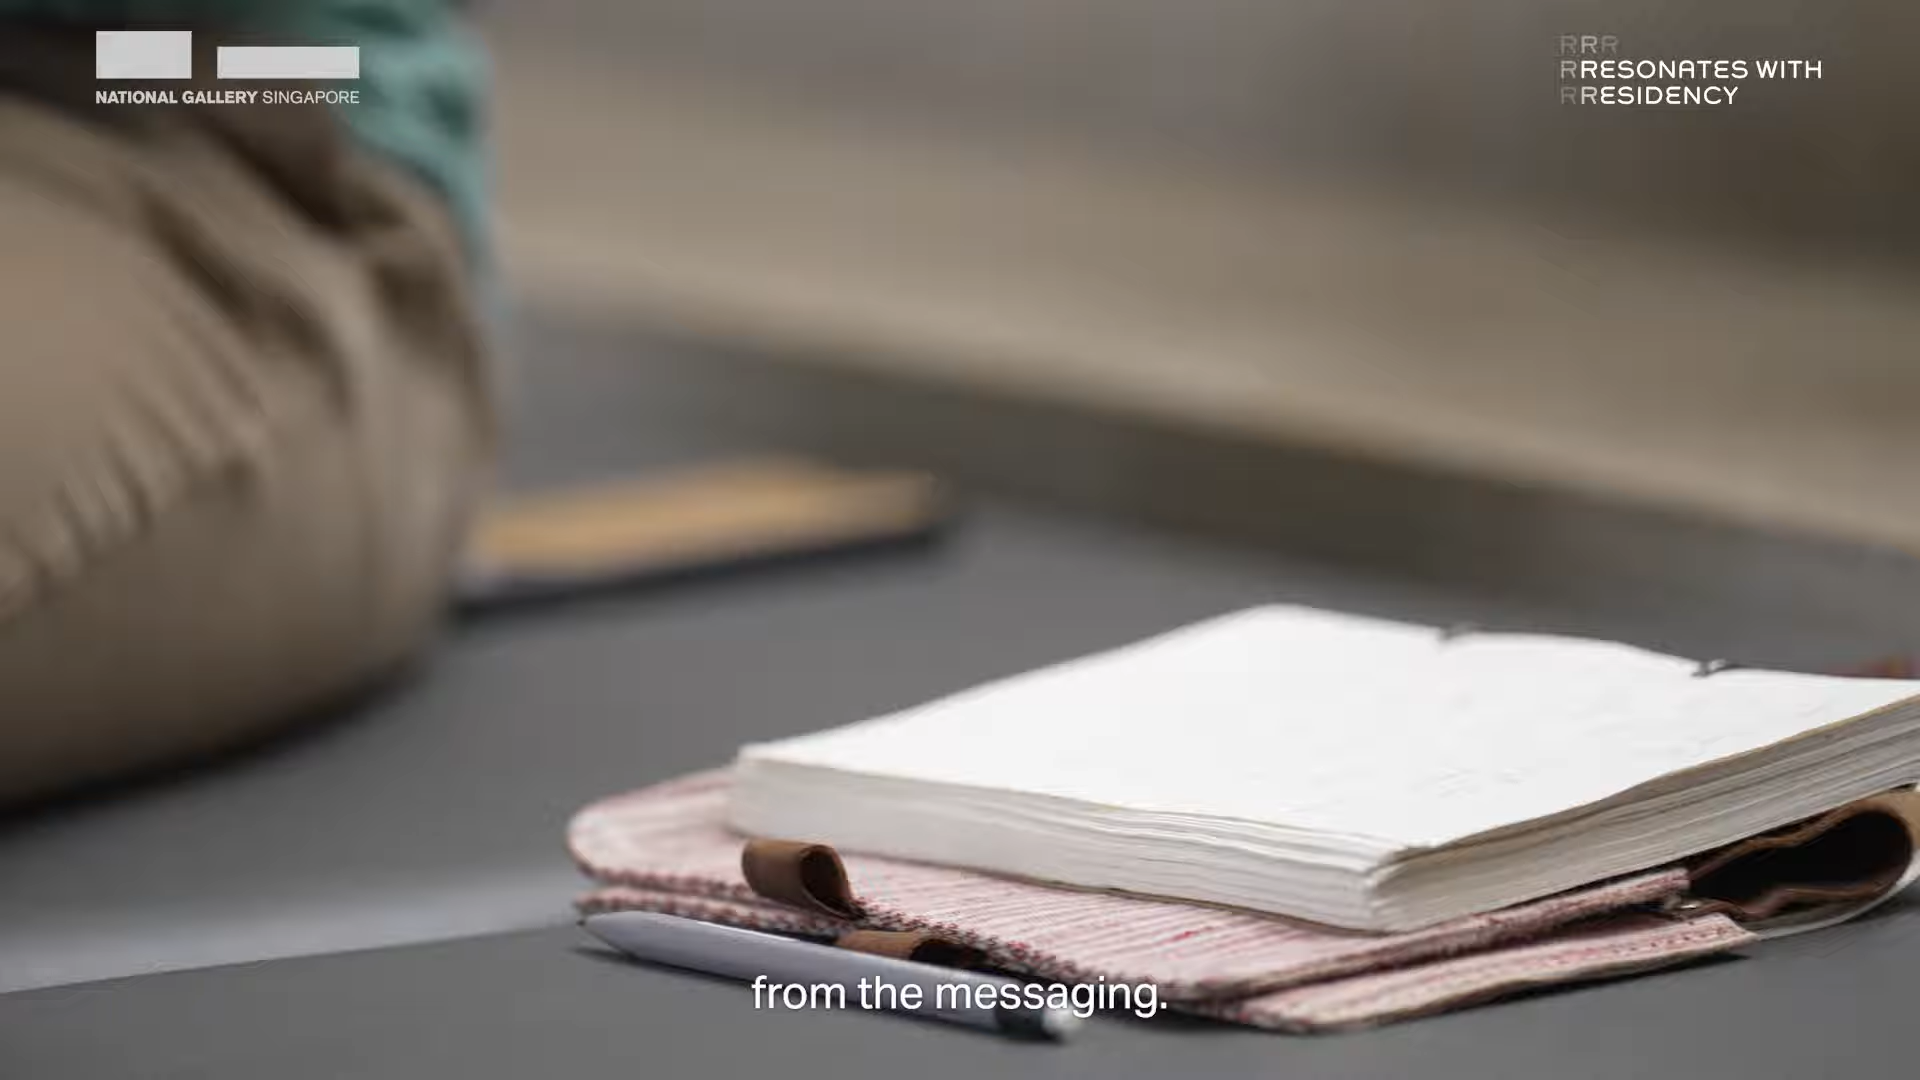 NATIONAL GALLERY SINGAPORE
RRR
RRESONATES WITH
RRESIDENCY
from the messaging.